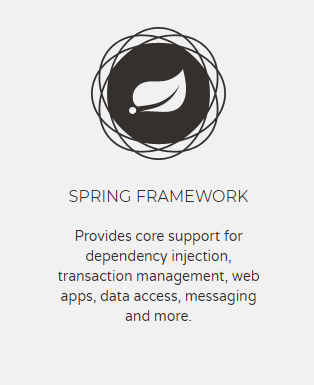 SPRING FRAMEWORK
Provides core support for
dependency injection,
transaction management, web
apps, data access, messaging
and more.